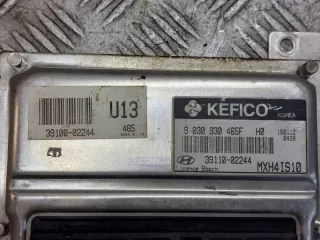 U13
39100-02244
465
KEFICO
KOREA
9 030 930 465F H0
39110-02244
License Bosch
MXH4IS10